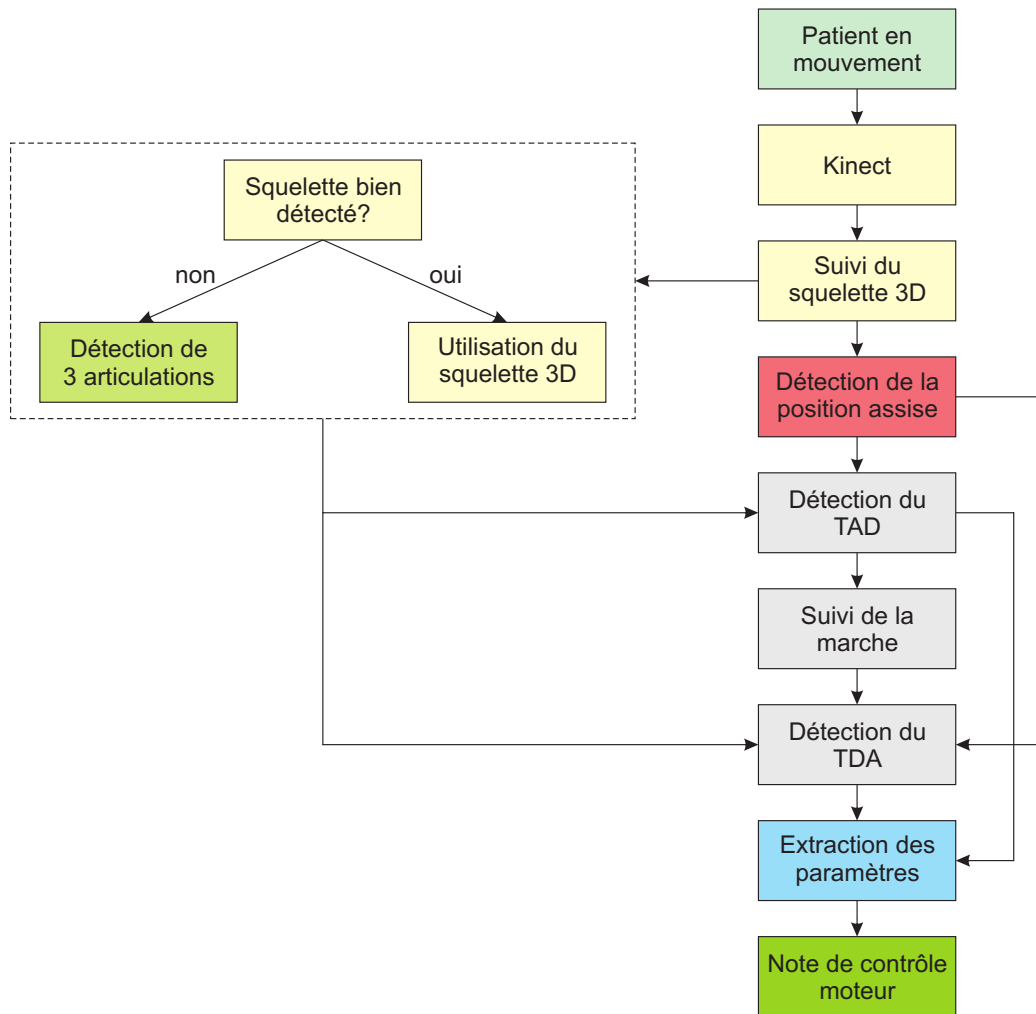 Patient en
mouvement
Kinect
Squelette bien
détecté?
non
oui
Suivi du
squelette 3D
Détection de
3 articulations
Utilisation du
squelette 3D
Détection de la
position assise
Détection du
TAD
Suivi de la
marche
Détection du
TDA
Extraction des
paramètres
Note de contrôle
moteur